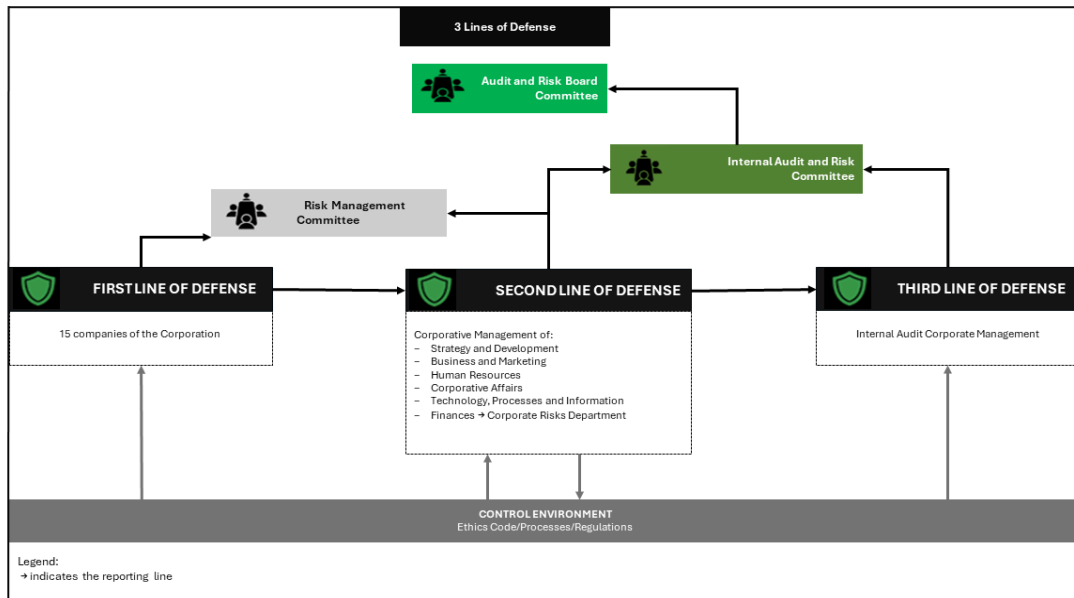 3 Lines of Defense
Audit and Risk Board
Committee
Internal Audit and Risk
Committee
Risk Management
Committee
FIRST LINE OF DEFENSE
SECOND LINE OF DEFENSE
THIRD LINE OF DEFENSE
15 companies of the Corporation
Corporative Management of:
– Strategy and Development
– Business and Marketing
– Human Resources
– Corporative Affairs
– Technology, Processes and Information
– Finances → Corporate Risks Department
Internal Audit Corporate Management
CONTROL ENVIRONMENT
Ethics Code/Processes/Regulations
Legend:
→ indicates the reporting line